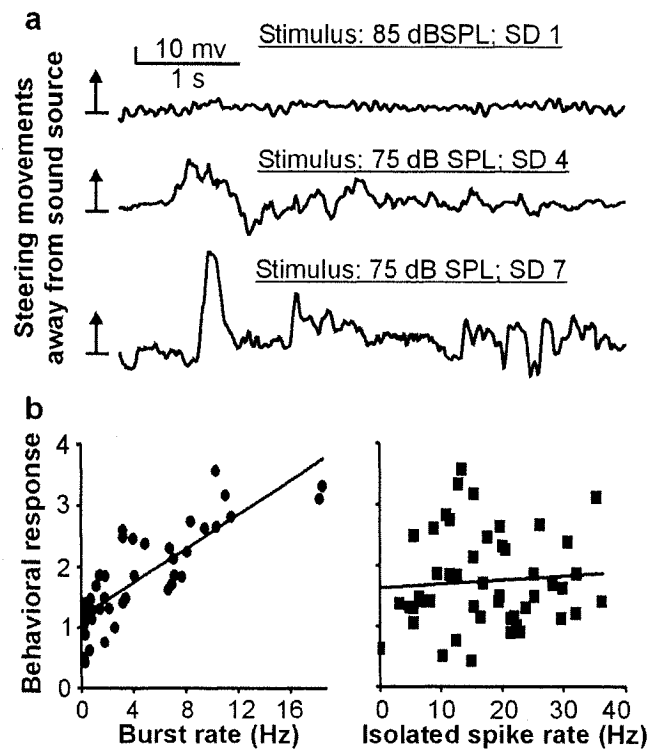 a
Stimulus: 85 dBSPL; SD 1
10 mv
1 s
Stimulus: 75 dB SPL; SD 4
Stimulus: 75 dB SPL; SD 7
Steering movements
away from sound source
b
Behavioral response
4
3
2
1
0
0 4 8 12 16
Burst rate (Hz)
0 10 20 30 40
Isolated spike rate (Hz)